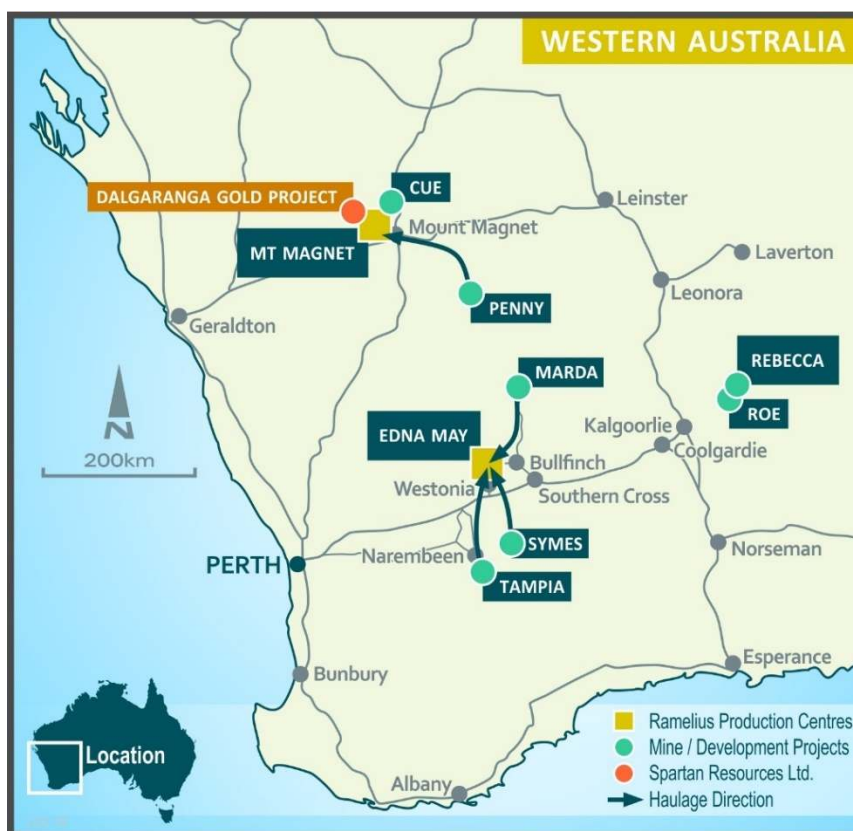 WESTERN AUSTRALIA
DALGARANGA GOLD PROJECT
CUE
Leinster
Mount Magnet
MT MAGNET
Laverton
Leonora
PENNY
Geraldton
MARDA
REBECCA
ROE
N
200km
EDNA MAY
Kalgoorlie
Coolgardie
Bullfinch
Westonia
Southern Cross
SYMES
Norseman
Narembeen
PERTH
TAMPIA
Esperance
Bunbury
Location
Albany
Ramelius Production Centres
Mine / Development Projects
Spartan Resources Ltd.
Haulage Direction